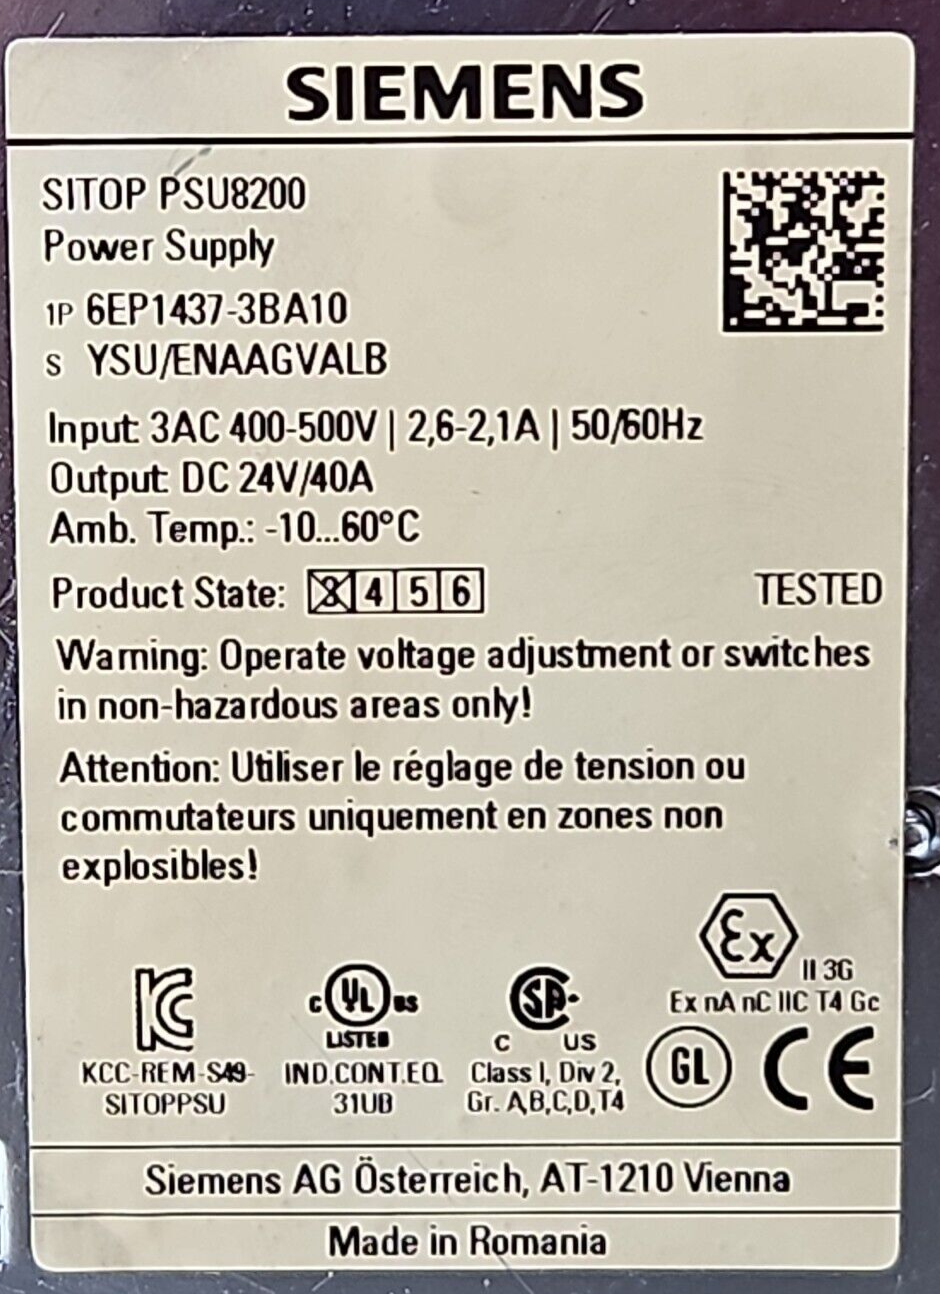 SIEMENS
SITOP PSU8200
Power Supply
1P 6EP1437-3BA10
S YSU/ENAAGVALB
Input: 3AC 400-500V | 2,6-2,1A | 50/60Hz
Output: DC 24V/40A
Amb. Temp.: -10...60°C
Product State: 3 4 5 6 TESTED
Warning: Operate voltage adjustment or switches
in non-hazardous areas only!
Attention: Utiliser le réglage de tension ou
commutateurs uniquement en zones non
explosibles!
Ex II 3G
Ex nA nC IIC T4 Gc
KC C UL US SA
LISTED C US GL CE
KCC-REM-S49- IND.CONT.EQ. Class I, Div 2,
SITOPPSU 31UB Gr. A,B,C,D,T4
Siemens AG Österreich, AT-1210 Vienna
Made in Romania